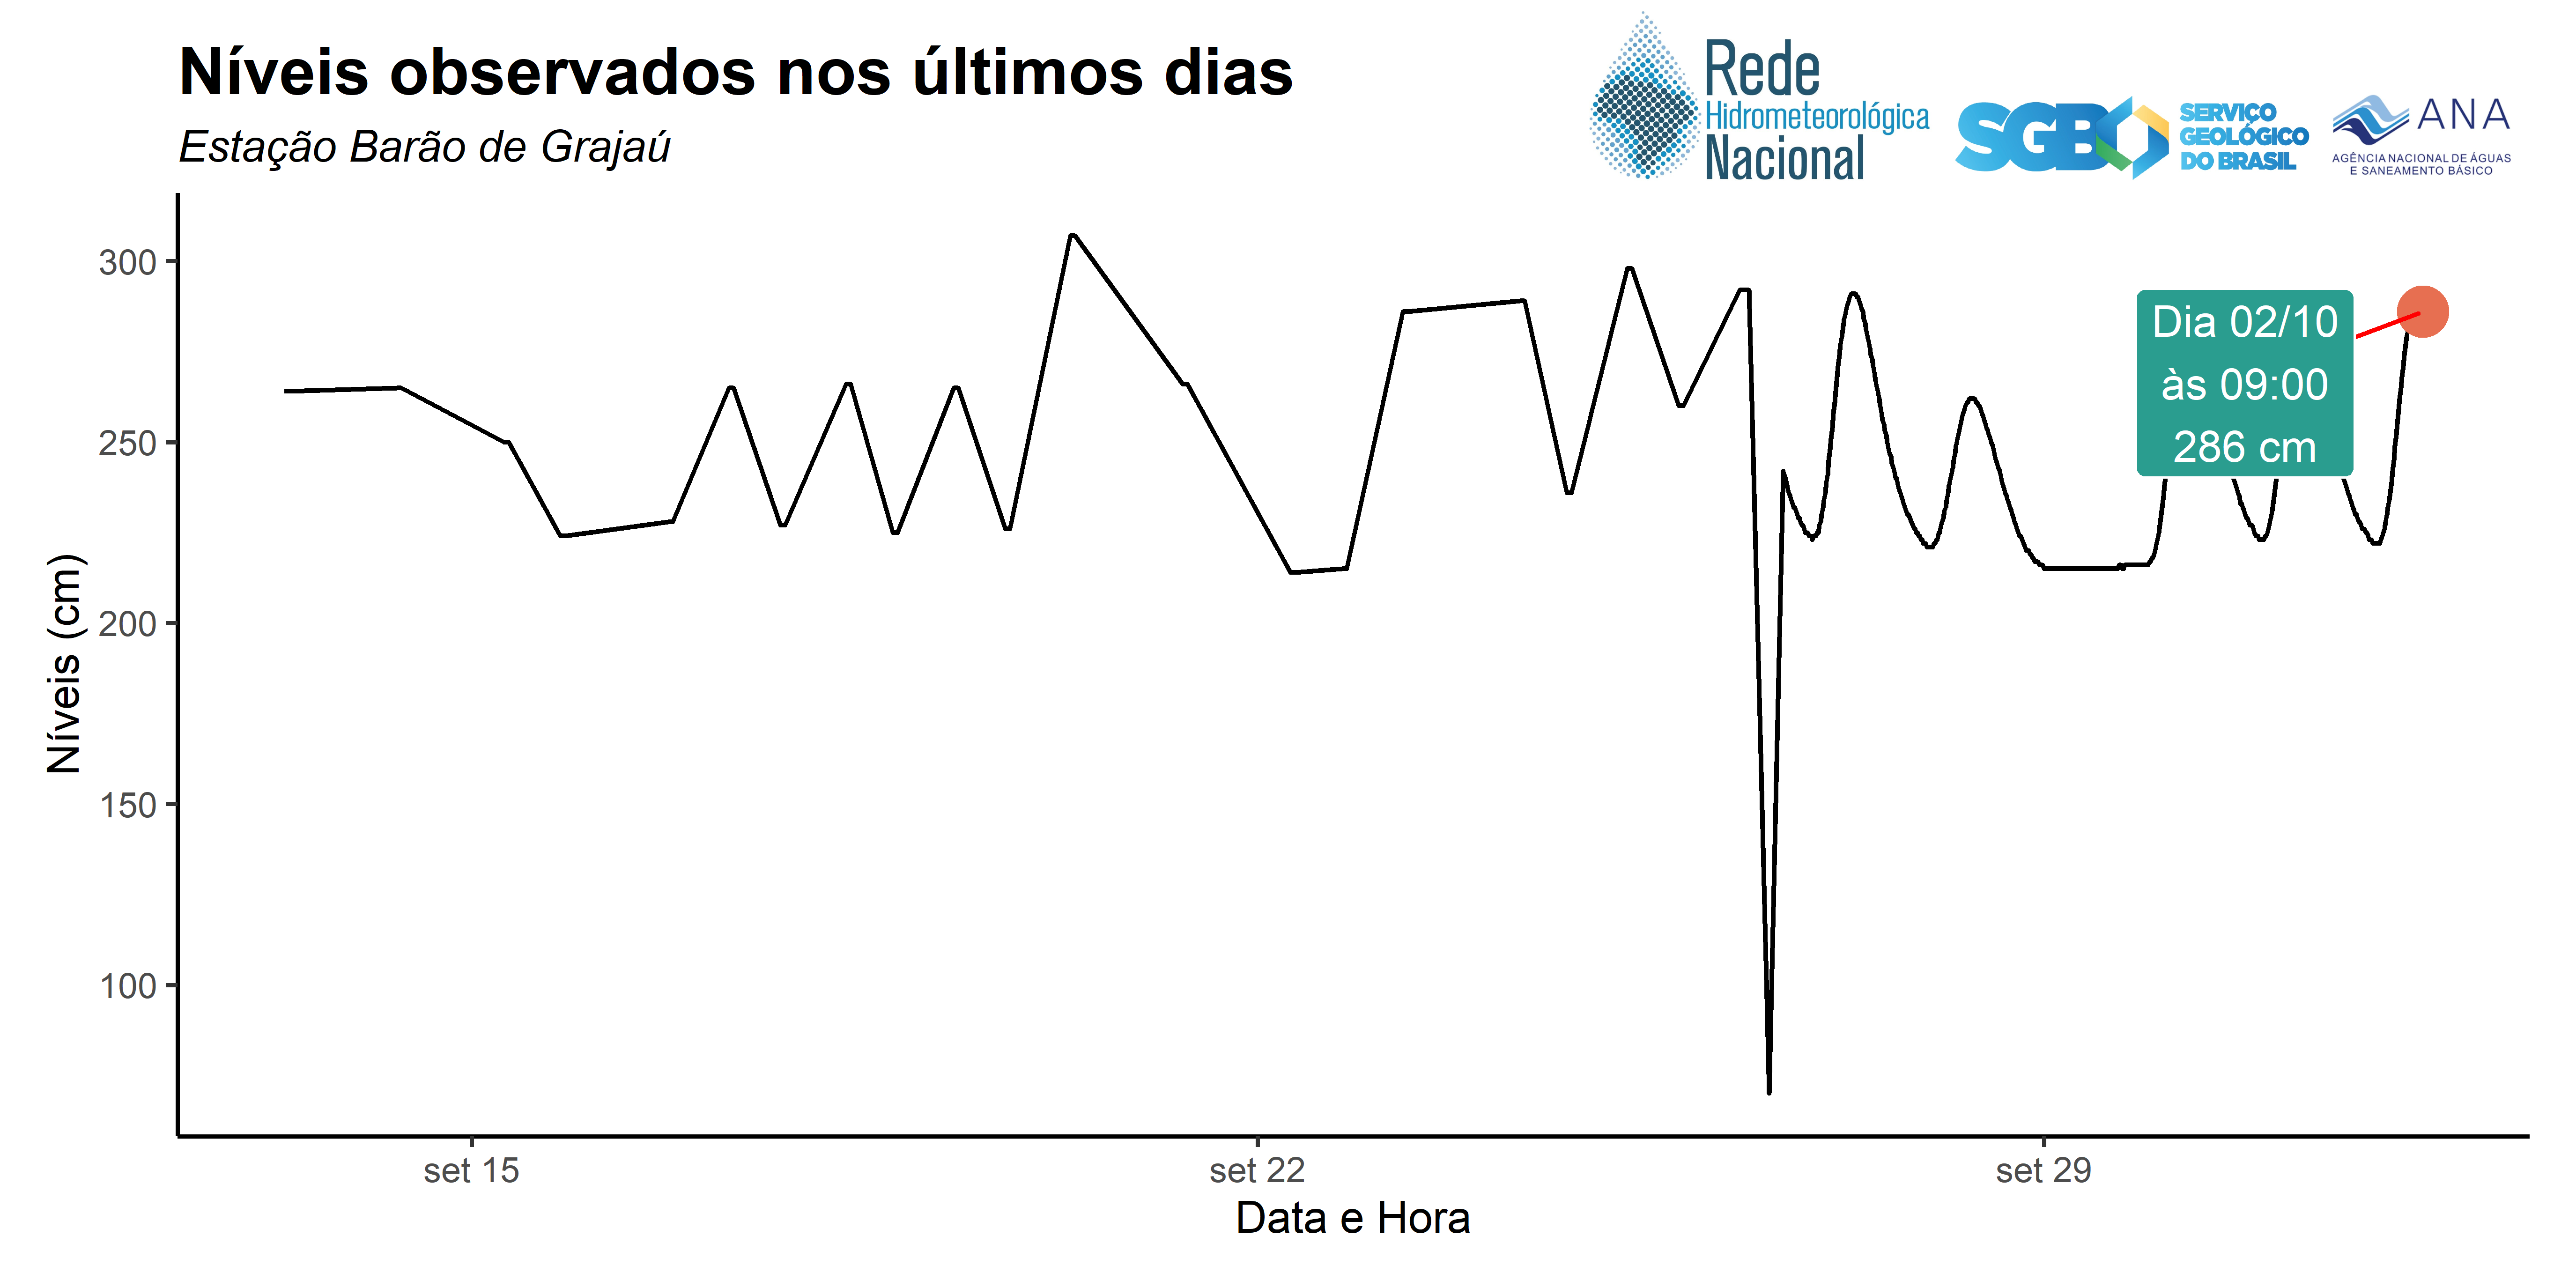 Níveis observados nos últimos dias
Estação Barão de Grajaú
Rede
Hidrometeorológica
Nacional
SGB
SERVIÇO
GEOLÓGICO
DO BRASIL
ANA
AGÊNCIA NACIONAL DE ÁGUAS
E SANEAMENTO BÁSICO
Níveis (cm)
300
250
200
150
100
Dia 02/10
às 09:00
286 cm
set 15
set 22
set 29
Data e Hora